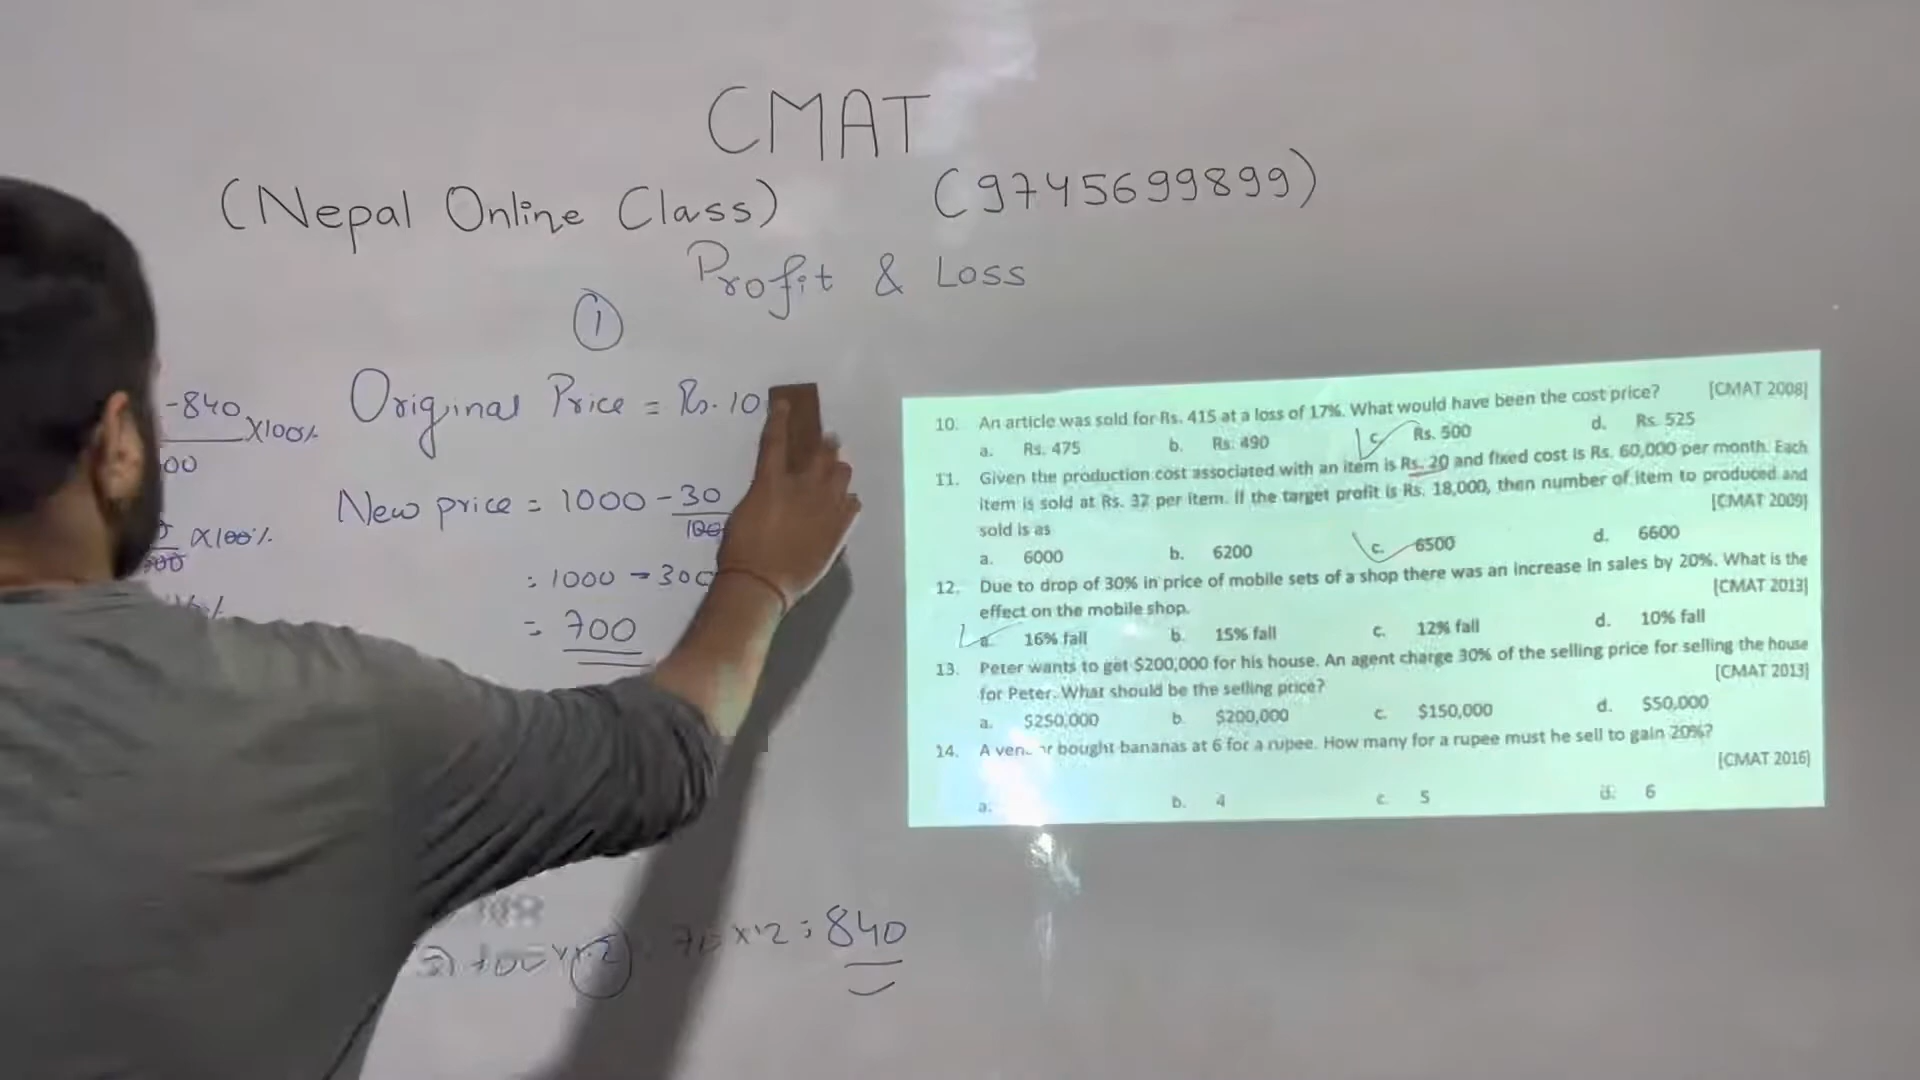 CMAT
(Nepal Online Class) (9745699899)
Profit & Loss
1
-840 X100%
00
X100%
Original Price = Rs. 10
New price = 1000 - 30
100
= 1000 - 300
= 700
70 x 12 = 840
10. An article was sold for Rs. 415 at a loss of 17%. What would have been the cost price? [CMAT 2008]
a. Rs. 475 b. Rs. 490 c. Rs. 500 d. Rs. 525
11. Given the production cost associated with an item is Rs. 20 and fixed cost is Rs. 60,000 per month. Each
item is sold at Rs. 32 per item. If the target profit is Rs. 18,000, then number of item to produced and
sold is as [CMAT 2009]
a. 6000 b. 6200 c. 6500 d. 6600
12. Due to drop of 30% in price of mobile sets of a shop there was an increase in sales by 20%. What is the
effect on the mobile shop. [CMAT 2013]
a. 16% fall b. 15% fall c. 12% fall d. 10% fall
13. Peter wants to get $200,000 for his house. An agent charge 30% of the selling price for selling the house
for Peter. What should be the selling price? [CMAT 2013]
a. $250,000 b. $200,000 c. $150,000 d. $50,000
14. A bought bananas at 6 for a rupee. How many for a rupee must he sell to gain 20%?
[CMAT 2016]
a. b. 4 c. 5 d. 6